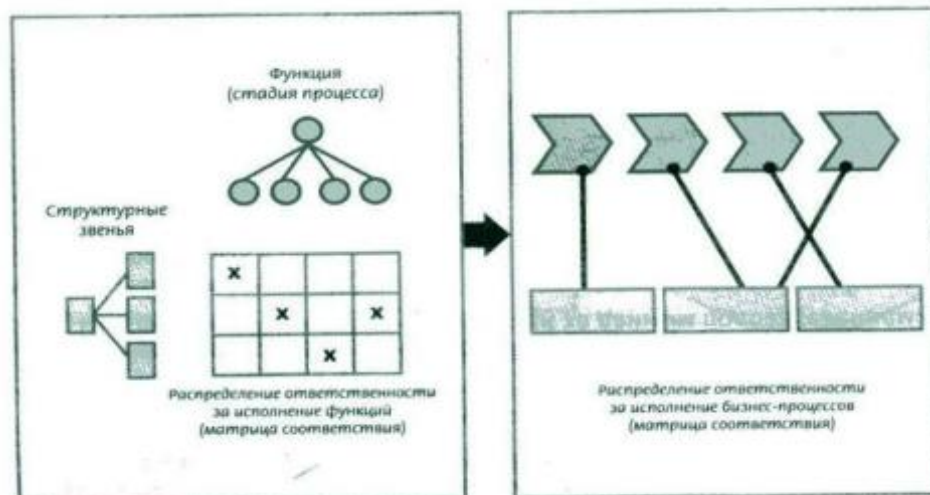 Функция
(стадия процесса)
Структурные
звенья
x
x
x
x
Распределение ответственности
за исполнение функций
(матрица соответствия)
Распределение ответственности
за исполнение бизнес-процессов
(матрица соответствия)